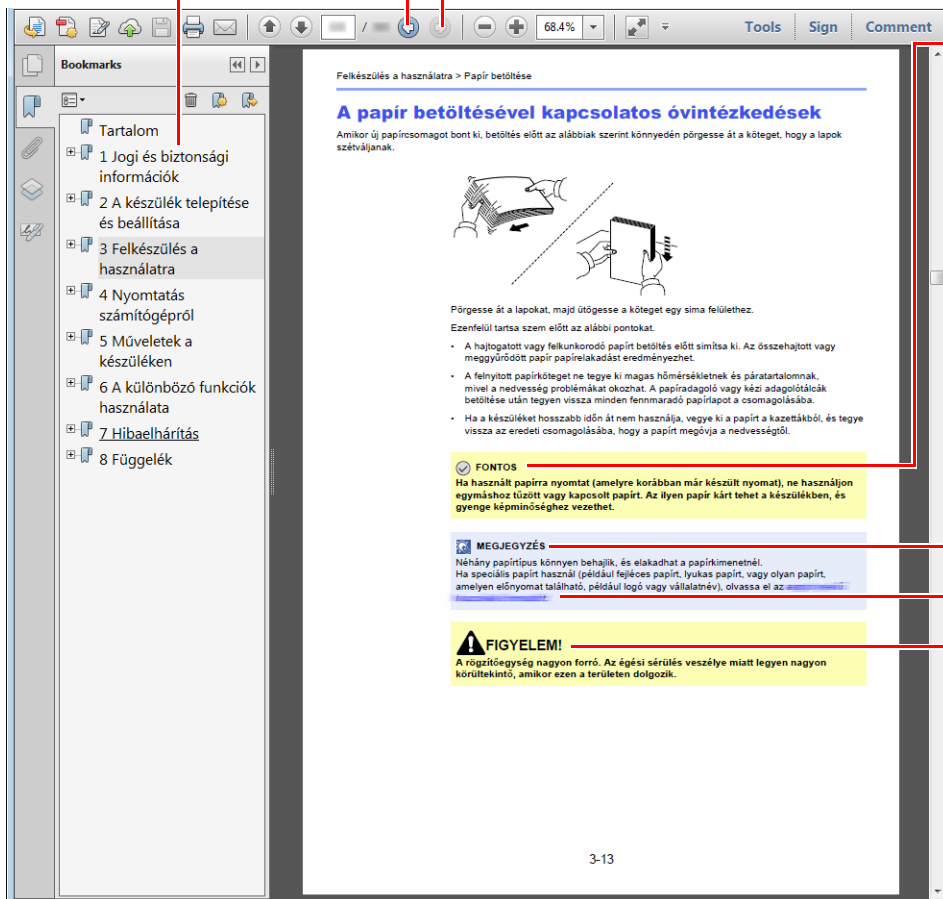 68.4%
Tools
Sign
Comment
Bookmarks
Tartalom
1 Jogi és biztonsági
információk
2 A készülék telepítése
és beállítása
3 Felkészülés a
használatra
4 Nyomtatás
számítógépről
5 Műveletek a
készüléken
6 A különböző funkciók
használata
7 Hibaelhárítás
8 Függelék
Felkészülés a használatra > Papír betöltése
A papír betöltésével kapcsolatos óvintézkedések
Amikor új papírcsomagot bont ki, betöltés előtt az alábbiak szerint könnyedén pörgesse át a köteget, hogy a lapok
szétváljanak.
Pörgesse át a lapokat, majd ütögesse a köteget egy sima felülethez.
Ezenfelül tartsa szem előtt az alábbi pontokat.
• A hajtogatott vagy felkunkorodó papírt betöltés előtt simítsa ki. Az összehajtott vagy
meggyűrődött papír papírelakadást eredményezhet.
• A felnyitott papírköteget ne tegye ki magas hőmérsékletnek és páratartalomnak,
mivel a nedvesség problémákat okozhat. A papíradagoló vagy kézi adagolótálcák
betöltése után tegyen vissza minden fennmaradó papírlapot a csomagolásába.
• Ha a készüléket hosszabb időn át nem használja, vegye ki a papírt a kazettákból, és tegye
vissza az eredeti csomagolásába, hogy a papírt megóvja a nedvességtől.
FONTOS
Ha használt papírra nyomtat (amelyre korábban már készült nyomat), ne használjon
egymáshoz tűzött vagy kapcsolt papírt. Az ilyen papír kárt tehet a készülékben, és
gyenge képminőséghez vezethet.
MEGJEGYZÉS
Néhány papírtípus könnyen behajlik, és elakadhat a papírkimenetnél.
Ha speciális papírt használ (például fejléces papírt, lyukas papírt, vagy olyan papírt,
amelyen előnyomat található, például logó vagy vállalatnév), olvassa el az
FIGYELEM!
A rögzítőegység nagyon forró. Az égési sérülés veszélye miatt legyen nagyon
körültekintő, amikor ezen a területen dolgozik.
3-13